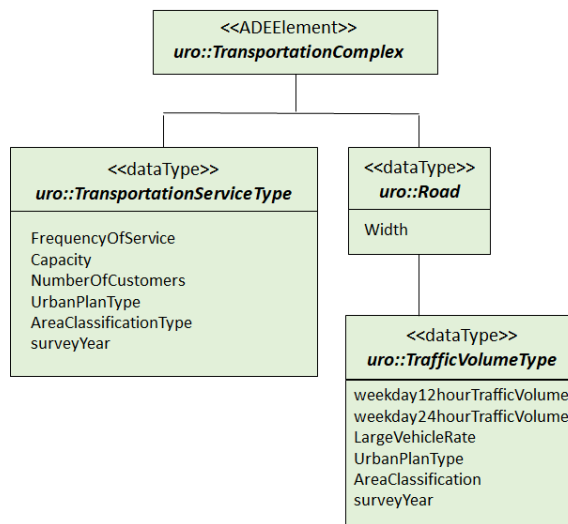 <<ADEElement>>
uro::TransportationComplex
<<dataType>>
uro::TransportationServiceType
FrequencyOfService
Capacity
NumberOfCustomers
UrbanPlanType
AreaClassificationType
surveyYear
<<dataType>>
uro::Road
Width
<<dataType>>
uro::TrafficVolumeType
weekday12hourTrafficVolume
weekday24hourTrafficVolume
LargeVehicleRate
UrbanPlanType
AreaClassification
surveyYear